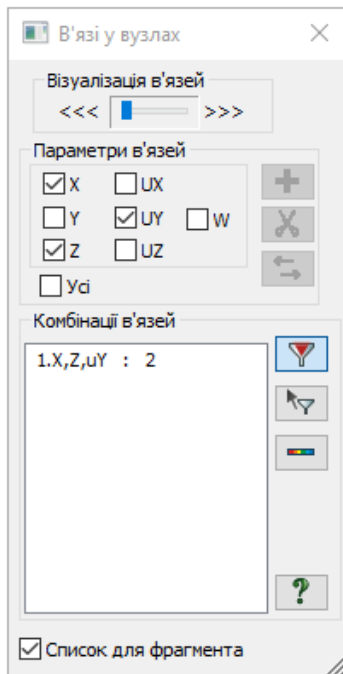 В'язі у вузлах
Візуалізація в'язей
<<< >>>
Параметри в'язей
X UX
Y UY W
Z UZ
Усі
Комбінації в'язей
1.X,Z,uY : 2
?
Список для фрагмента